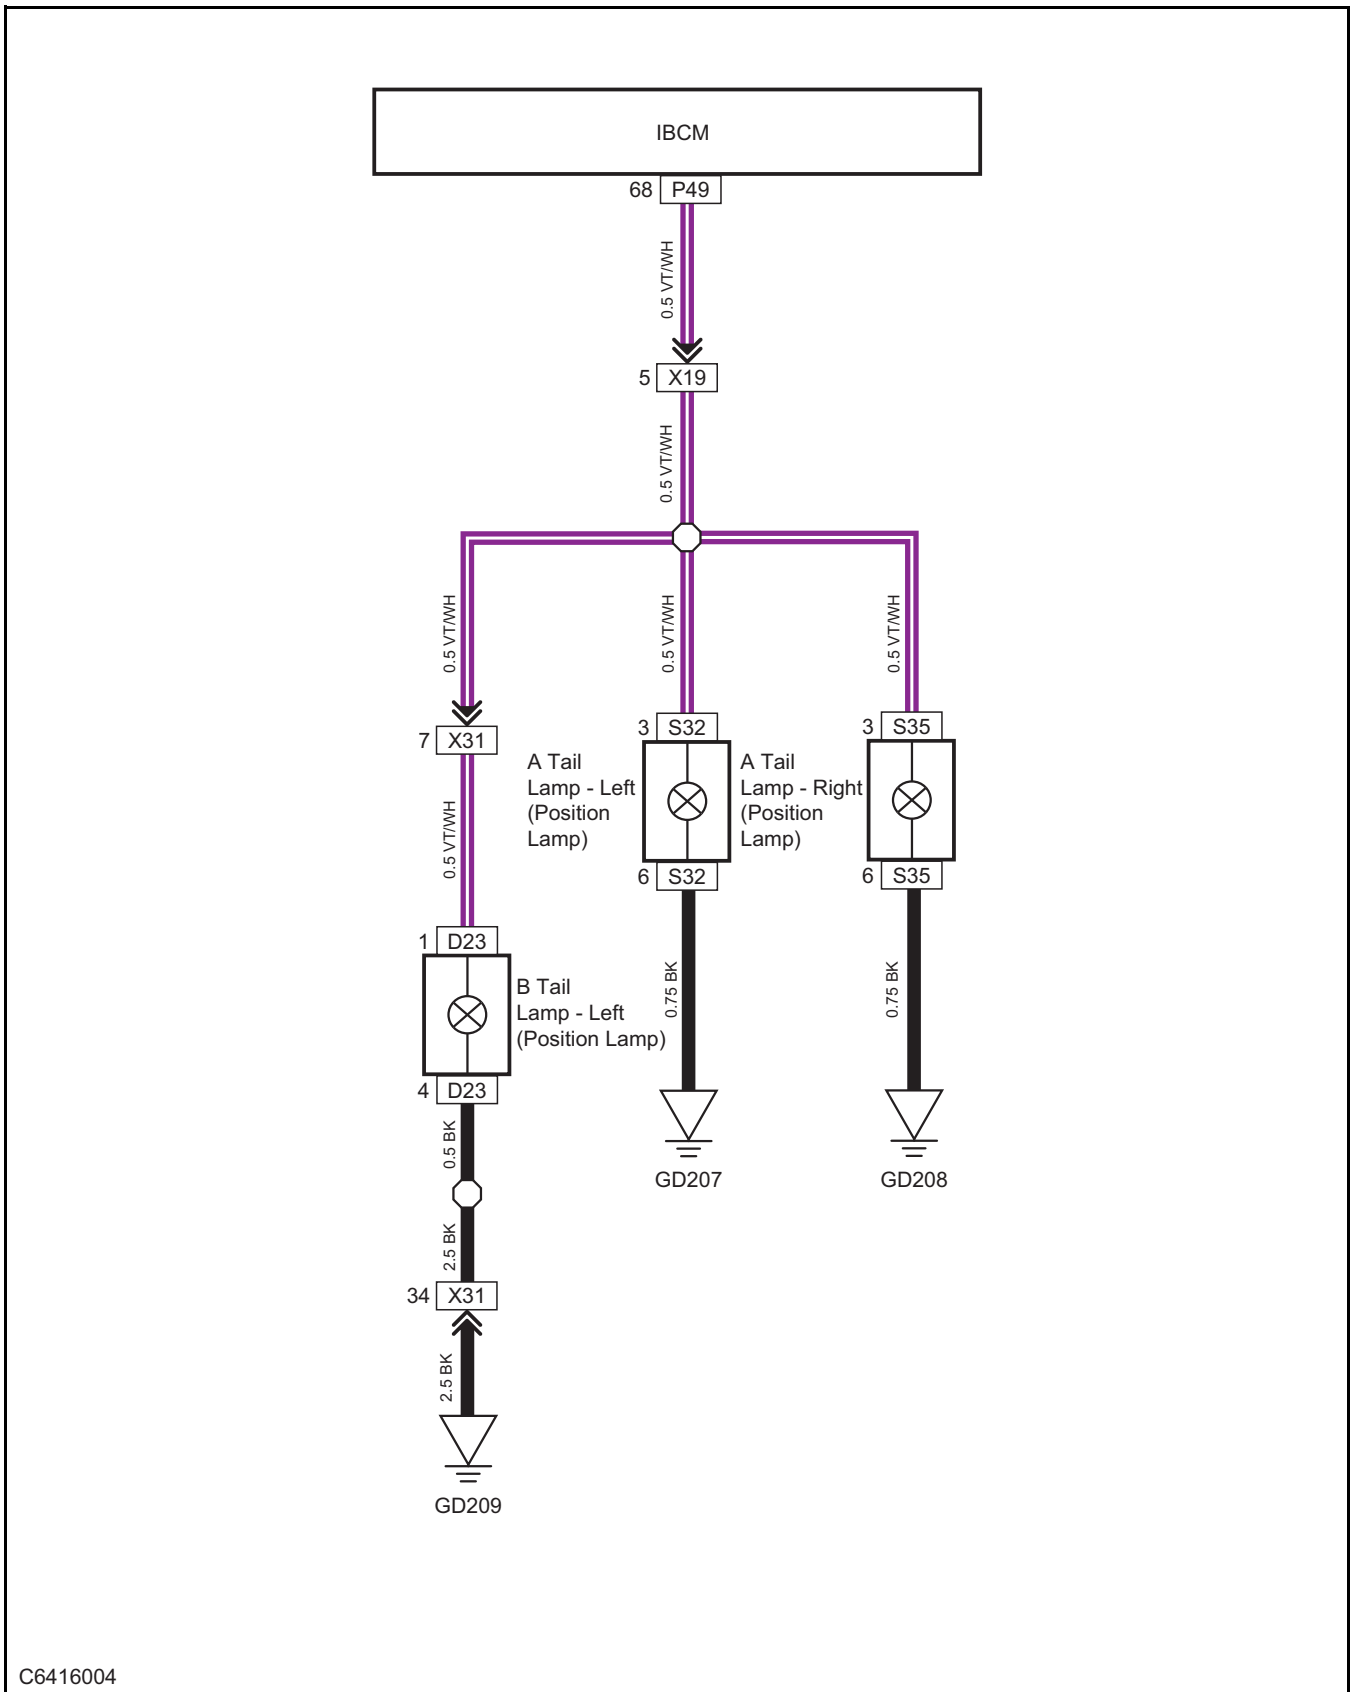 IBCM
68 P49
0.5 VT/WH
5 X19
0.5 VT/WH
0.5 VT/WH
0.5 VT/WH
0.5 VT/WH
7 X31
3 S32
3 S35
A Tail
Lamp - Left
(Position
Lamp)
A Tail
Lamp - Right
(Position
Lamp)
0.5 VT/WH
6 S32
6 S35
1 D23
B Tail
Lamp - Left
(Position Lamp)
0.75 BK
0.75 BK
4 D23
0.5 BK
GD207
GD208
2.5 BK
34 X31
2.5 BK
GD209
C6416004